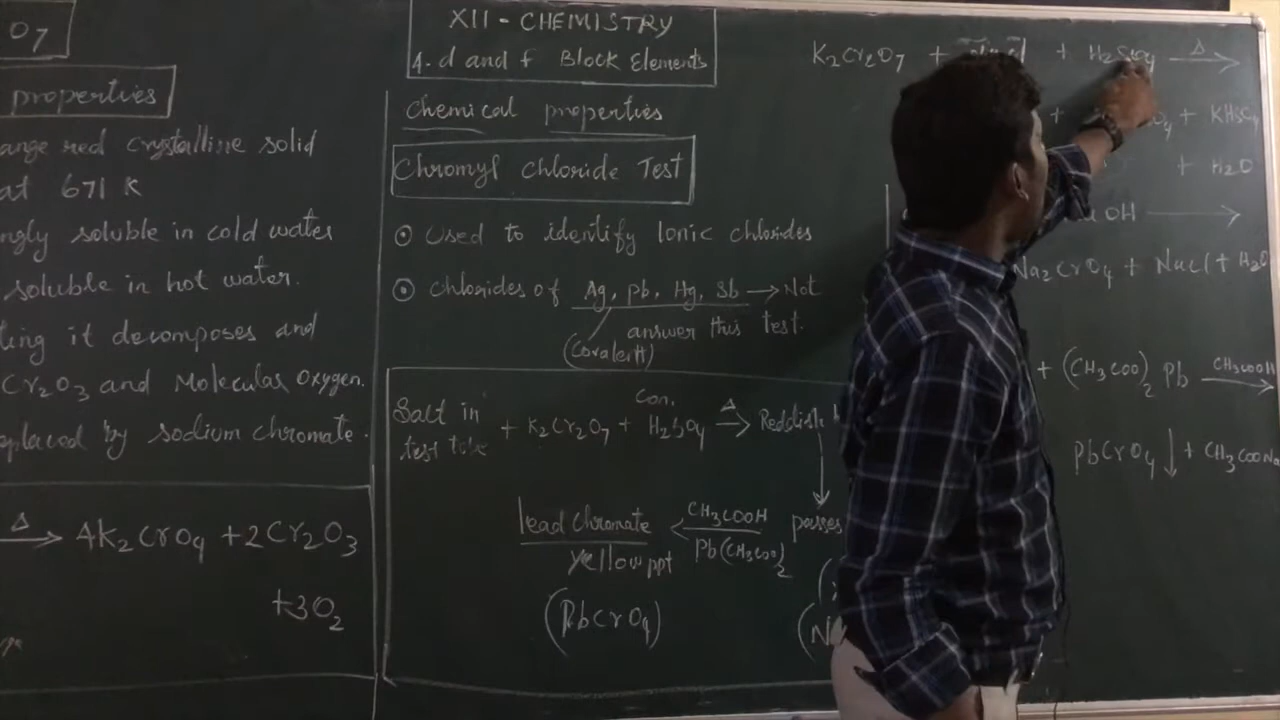 O7
properties
ange red crystalline solid
at 671 K
ngly soluble in cold water
soluble in hot water.
ting it decomposes and
Cr2O3 and Molecular Oxygen.
eplaced by sodium chromate.
Δ
→ 4K2CrO4 + 2Cr2O3
+3O2
XII - CHEMISTRY
4. d and f Block Elements
Chemical properties
Chromyl Chloride Test
⊙ Used to identify Ionic chlorides
⊙ Chlorides of Ag, Pb, Hg, Sb → Not
answer this test.
(Covalent)
Salt in test tube + K2Cr2O7 + Con. H2SO4 Δ→ Reddish
passes
lead chromate ← CH3COOH
Pb(CH3COO)2
yellow ppt
(PbCrO4)
(N
K2Cr2O7 + + H2SO4 Δ→
+ O4 + KHSO4
+ H2O
OH →
Na2CrO4 + NaCl + H2O
+ (CH3COO)2 Pb CH3COOH→
PbCrO4↓ + CH3COONa